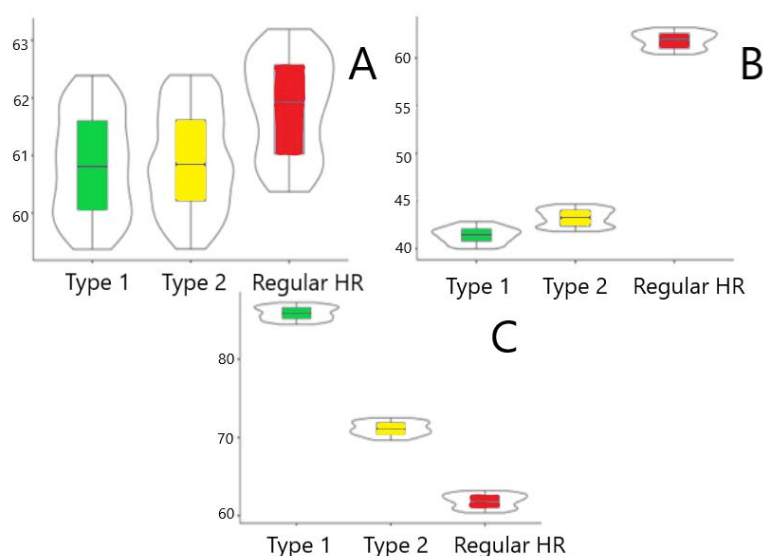 63
62
61
60
A
Type 1 Type 2 Regular HR
60
55
50
45
40
B
Type 1 Type 2 Regular HR
80
70
60
C
Type 1 Type 2 Regular HR